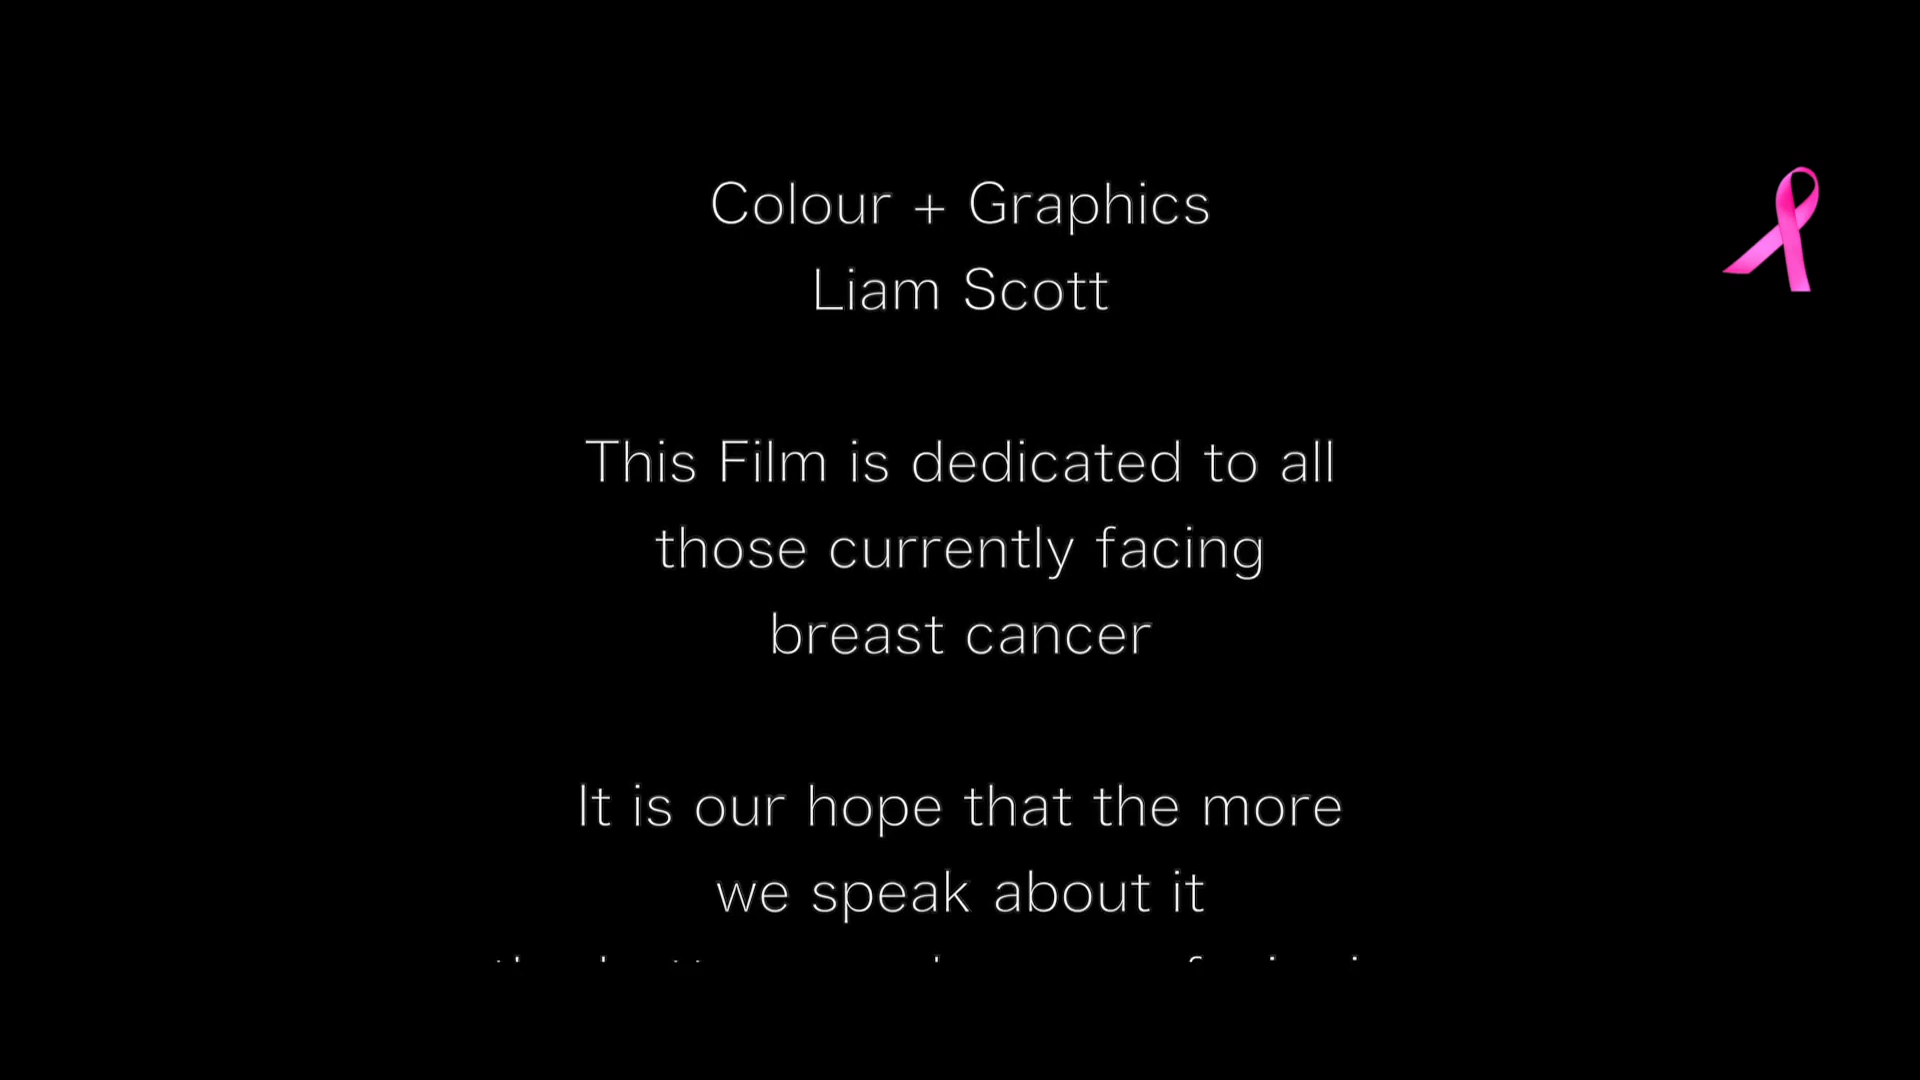 Colour + Graphics
Liam Scott
This Film is dedicated to all
those currently facing
breast cancer
It is our hope that the more
we speak about it